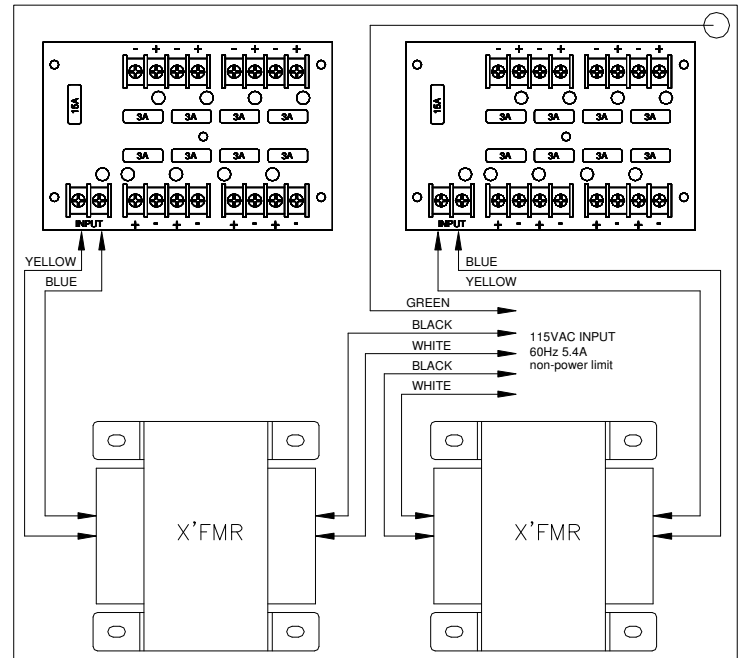 - + - + - + - +
- + - + - + - +
15A
15A
3A 3A 3A 3A
3A 3A 3A 3A
3A 3A 3A 3A
3A 3A 3A 3A
INPUT
INPUT
+ - + - + - + -
+ - + - + - + -
YELLOW
BLUE
BLUE
YELLOW
GREEN
BLACK
WHITE
BLACK
WHITE
115VAC INPUT
60Hz 5.4A
non-power limit
X'FMR
X'FMR